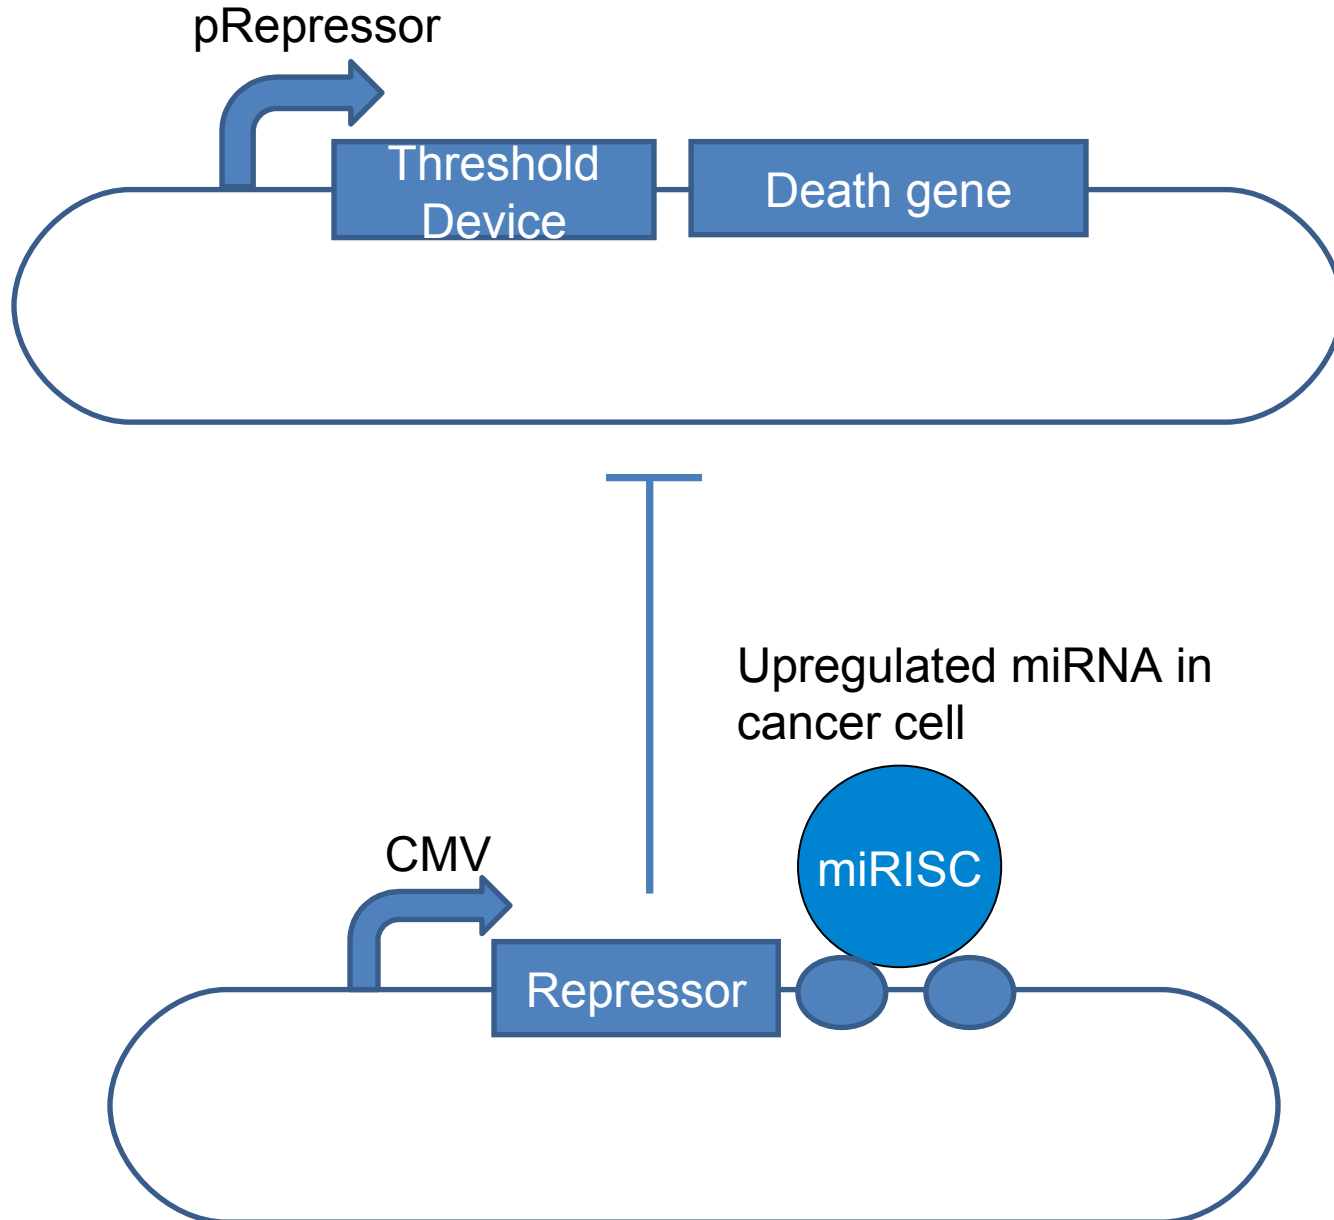 pRepressor
Threshold
Device
Death gene
Upregulated miRNA in
cancer cell
miRISC
CMV
Repressor